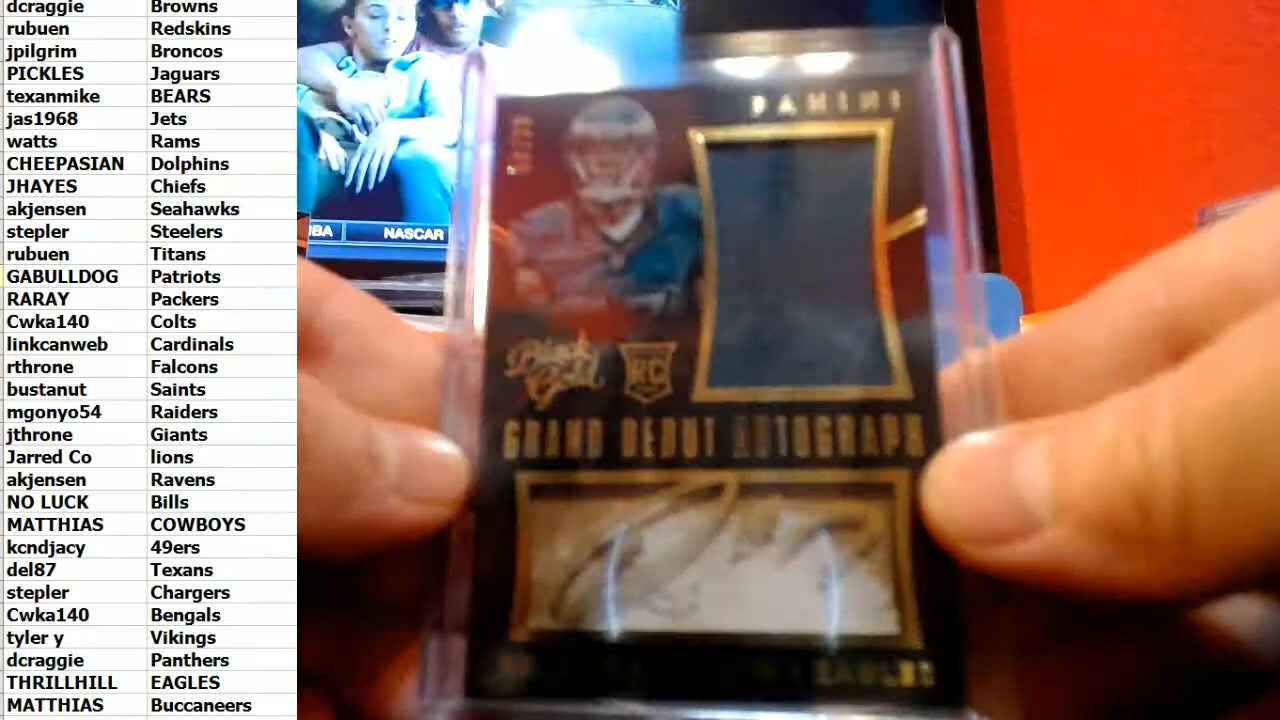 dcraggie Browns
rubuen Redskins
jpilgrim Broncos
PICKLES Jaguars
texanmike BEARS
jas1968 Jets
watts Rams
CHEEPASIAN Dolphins
JHAYES Chiefs
akjensen Seahawks
stepler Steelers
rubuen Titans
GABULLDOG Patriots
RARAY Packers
Cwka140 Colts
linkcanweb Cardinals
rthrone Falcons
bustanut Saints
mgonyo54 Raiders
jthrone Giants
Jarred Co lions
akjensen Ravens
NO LUCK Bills
MATTHIAS COWBOYS
kcndjacy 49ers
del87 Texans
stepler Chargers
Cwka140 Bengals
tyler y Vikings
dcraggie Panthers
THRILLHILL EAGLES
MATTHIAS Buccaneers
NASCAR
PANINI
Black Gold
RC
GRAND DEBUT AUTOGRAPH
EAGLES